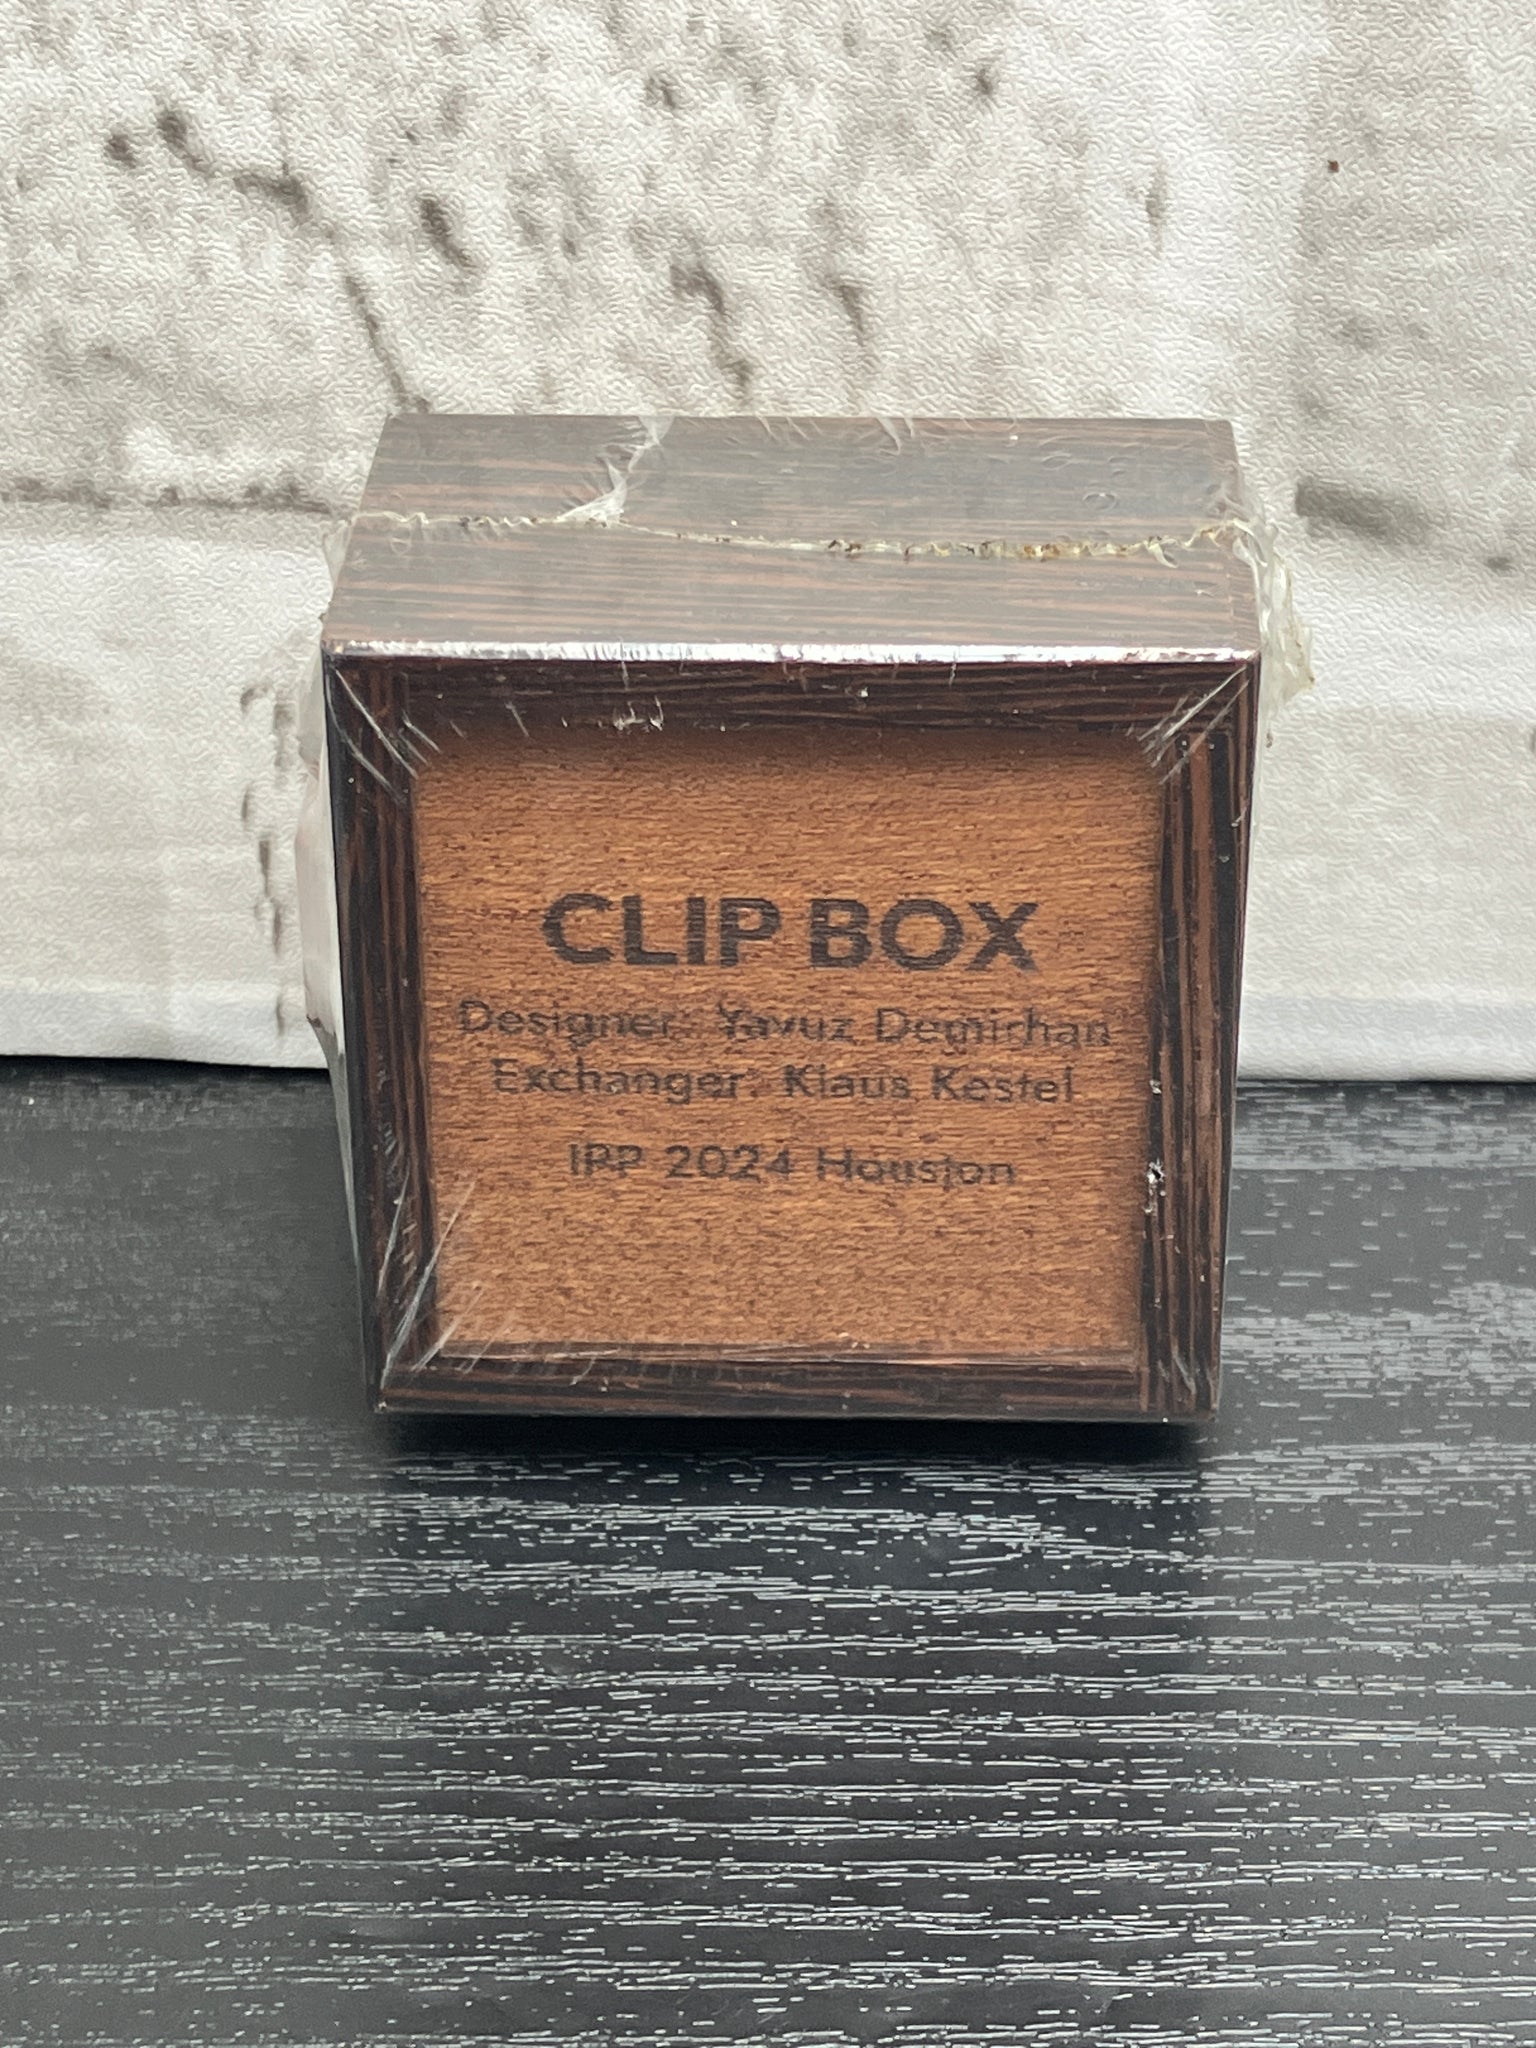 CLIP BOX
Designer: Yavuz Demirhan
Exchanger: Klaus Kestel
IPP 2024 Houston